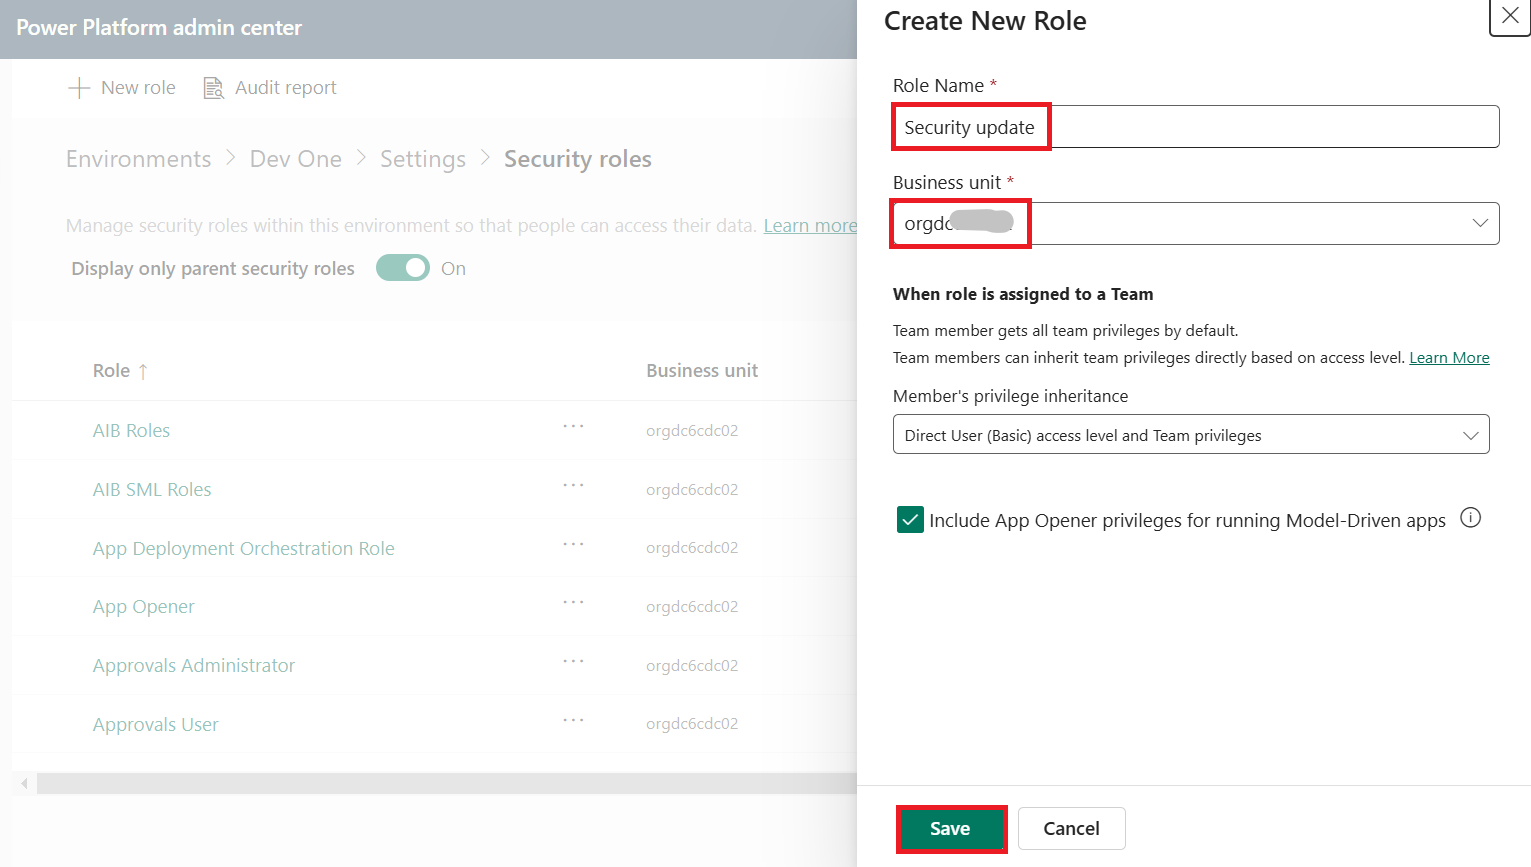 Power Platform admin center
New role
Audit report
Environments > Dev One > Settings > Security roles
Manage security roles within this environment so that people can access their data. Learn more
Display only parent security roles
On
Role ↑
Business unit
AIB Roles
...
orgdc6cdc02
AIB SML Roles
...
orgdc6cdc02
App Deployment Orchestration Role
...
orgdc6cdc02
App Opener
...
orgdc6cdc02
Approvals Administrator
...
orgdc6cdc02
Approvals User
...
orgdc6cdc02
Create New Role
Role Name *
Security update
Business unit *
When role is assigned to a Team
Team member gets all team privileges by default.
Team members can inherit team privileges directly based on access level. Learn More
Member's privilege inheritance
Direct User (Basic) access level and Team privileges
Include App Opener privileges for running Model-Driven apps
Save
Cancel